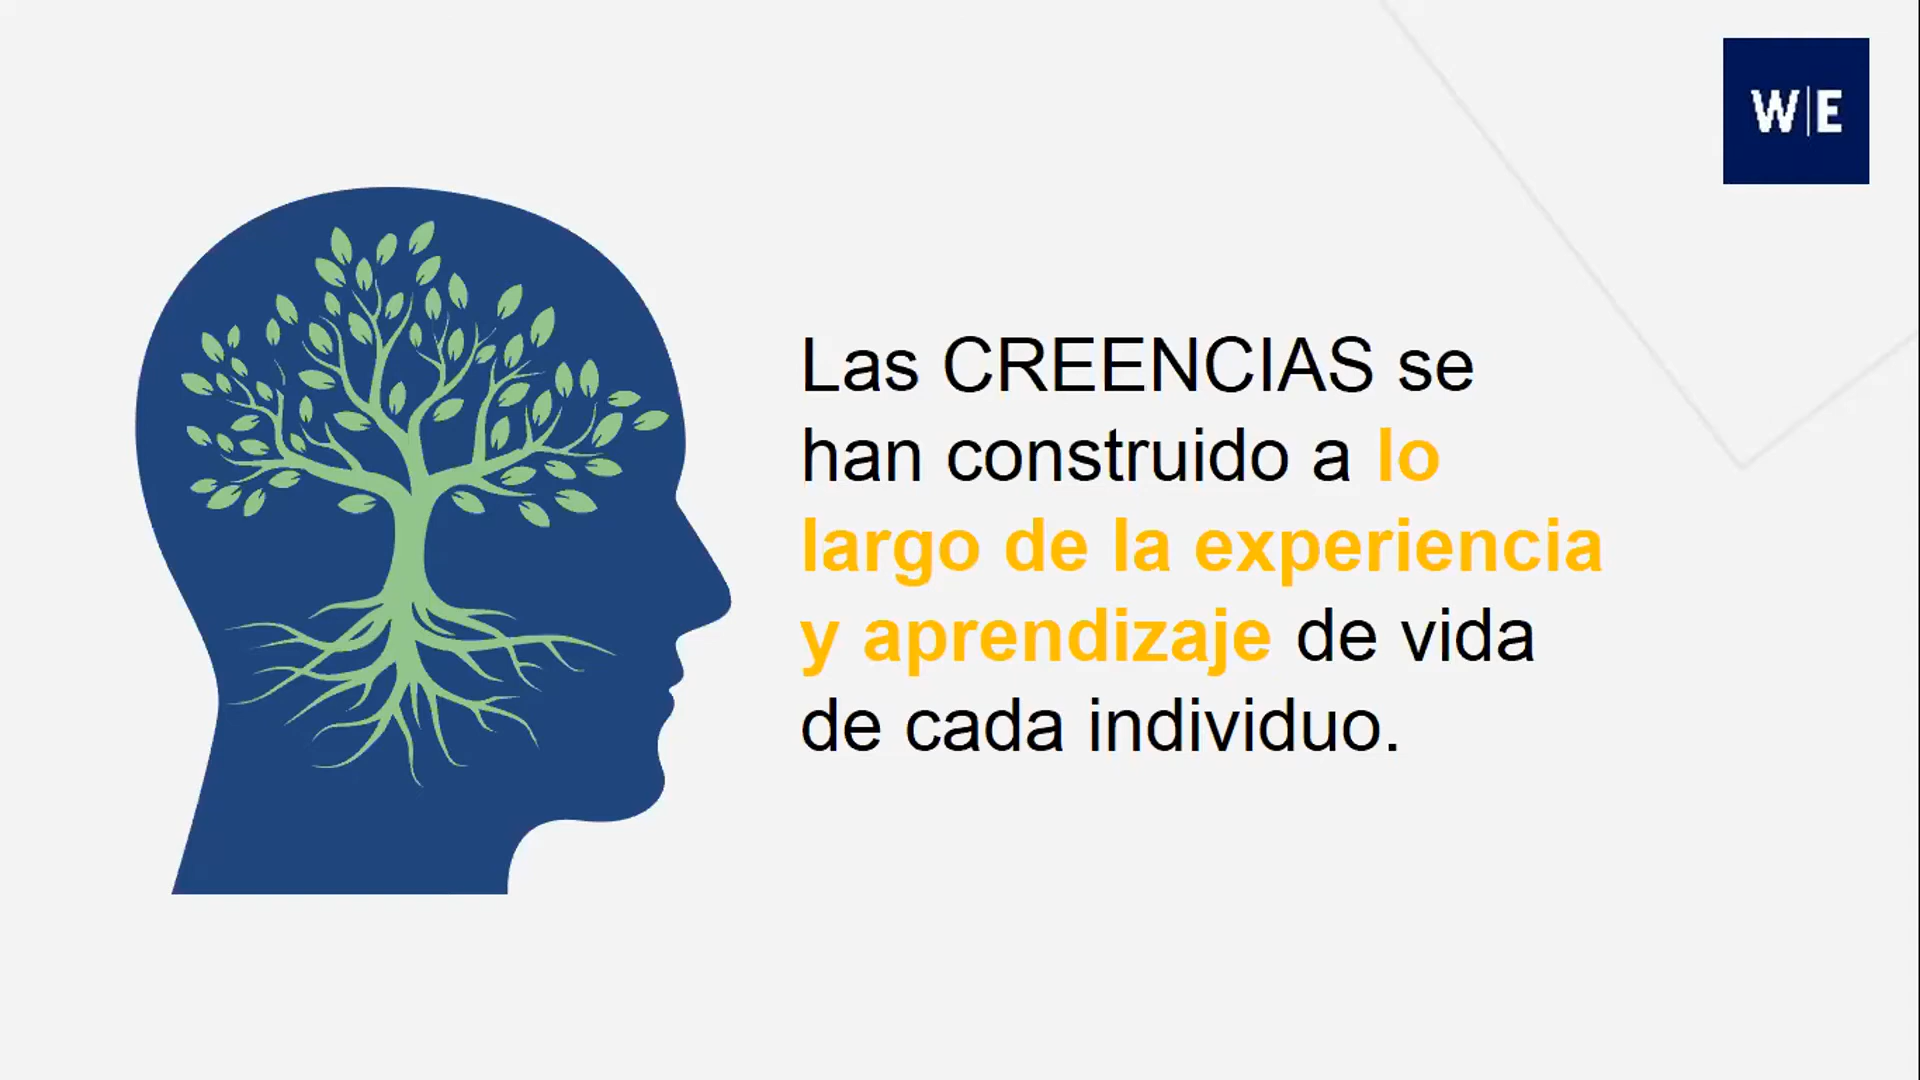 W|E
Las CREENCIAS se
han construido a lo
largo de la experiencia
y aprendizaje de vida
de cada individuo.